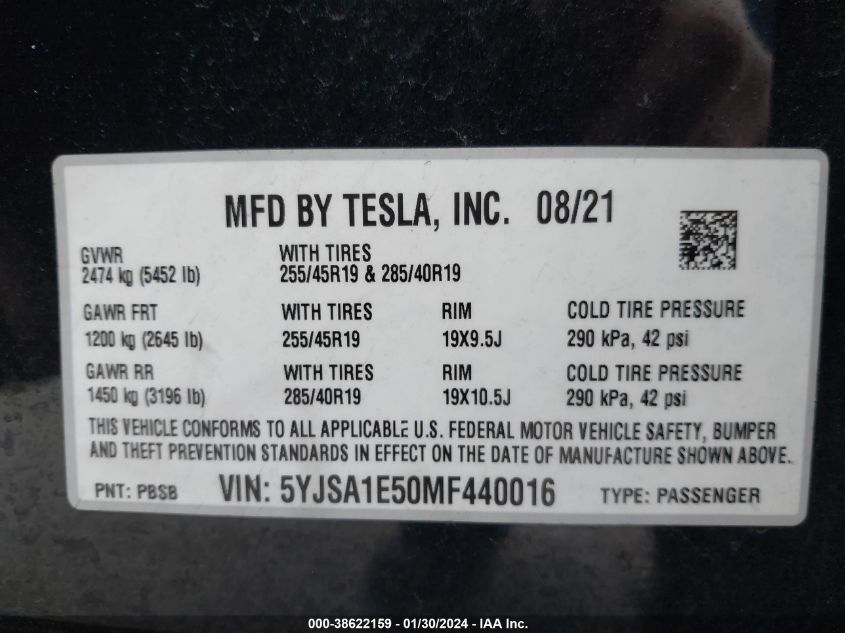 MFD BY TESLA, INC. 08/21
GVWR WITH TIRES
2474 kg (5452 lb) 255/45R19 & 285/40R19
GAWR FRT WITH TIRES RIM COLD TIRE PRESSURE
1200 kg (2645 lb) 255/45R19 19X9.5J 290 kPa, 42 psi
GAWR RR WITH TIRES RIM COLD TIRE PRESSURE
1450 kg (3196 lb) 285/40R19 19X10.5J 290 kPa, 42 psi
THIS VEHICLE CONFORMS TO ALL APPLICABLE U.S. FEDERAL MOTOR VEHICLE SAFETY, BUMPER
AND THEFT PREVENTION STANDARDS IN EFFECT ON THE DATE OF MANUFACTURE SHOWN ABOVE.
PNT: PBSB VIN: 5YJSA1E50MF440016 TYPE: PASSENGER
000-38622159 - 01/30/2024 - IAA Inc.